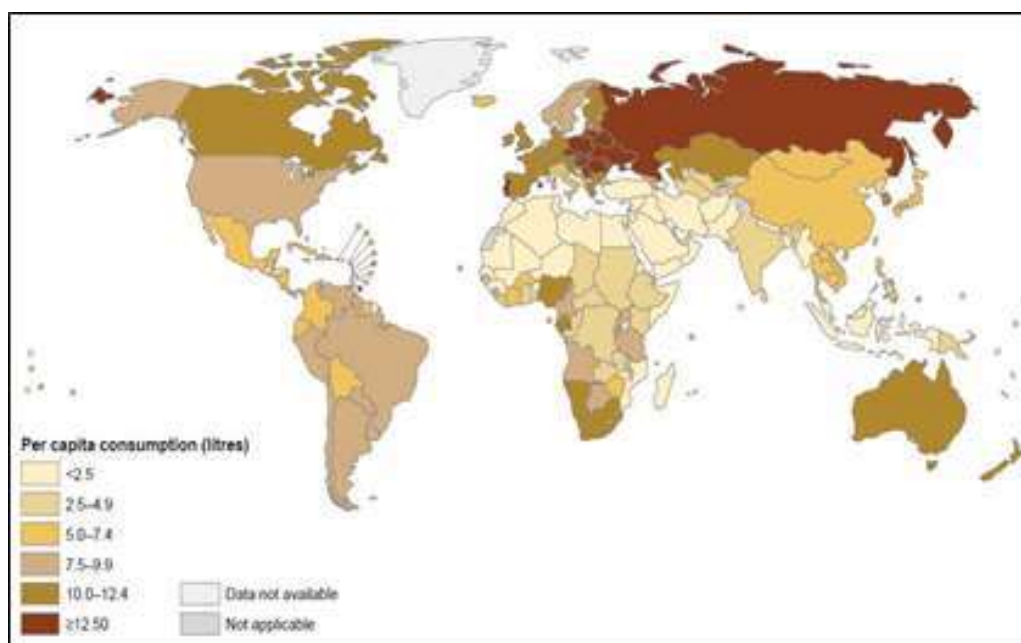 Per capita consumption (litres)
<2.5
2.5–4.9
5.0–7.4
7.5–9.9
10.0–12.4
≥12.50
Data not available
Not applicable